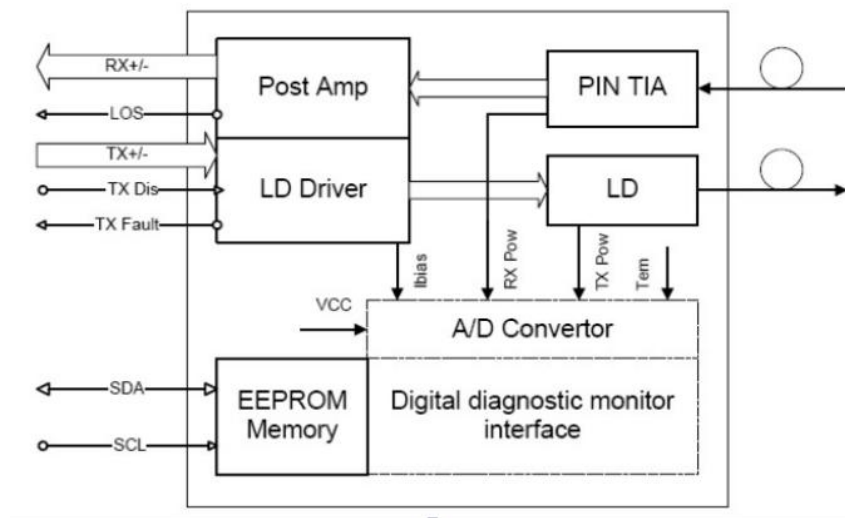 RX+/-
Post Amp
PIN TIA
LOS
TX+/-
TX Dis
LD Driver
LD
TX Fault
Ibias
RX Pow
TX Pow
Tem
VCC
A/D Convertor
SDA
EEPROM
Memory
Digital diagnostic monitor
interface
SCL